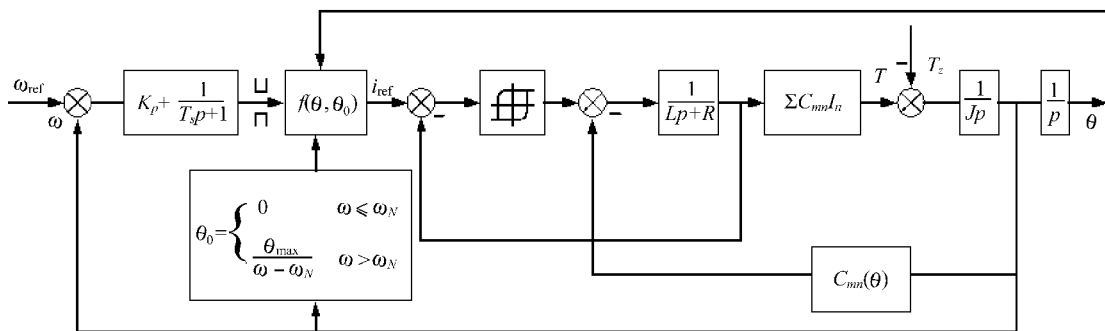 ω_ref
ω
K_p + 1/(T_s p+1)
f(θ, θ_0)
i_ref
−
−
1/(Lp+R)
ΣC_mn I_n
T
−
T_z
1/(Jp)
1/p
θ
θ_0 = { 0 ω ⩽ ω_N
θ_max/(ω − ω_N) ω > ω_N
C_mn(θ)